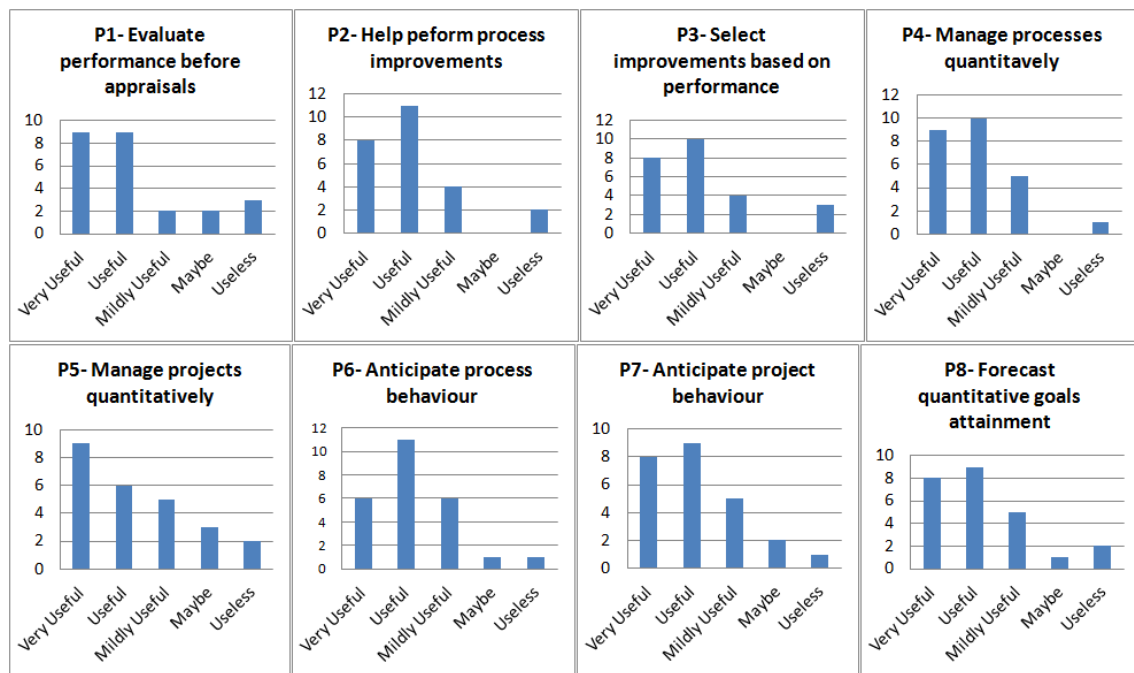 P1- Evaluate
performance before
appraisals
10
8
6
4
2
0
Very Useful
Useful
Mildly Useful
Maybe
Useless
P2- Help peform process
improvements
12
10
8
6
4
2
0
Very Useful
Useful
Mildly Useful
Maybe
Useless
P3- Select
improvements based on
performance
12
10
8
6
4
2
0
Very Useful
Useful
Mildly Useful
Maybe
Useless
P4- Manage processes
quantitavely
12
10
8
6
4
2
0
Very Useful
Useful
Mildly Useful
Maybe
Useless
P5- Manage projects
quantitatively
10
8
6
4
2
0
Very Useful
Useful
Mildly Useful
Maybe
Useless
P6- Anticipate process
behaviour
12
10
8
6
4
2
0
Very Useful
Useful
Mildly Useful
Maybe
Useless
P7- Anticipate project
behaviour
10
8
6
4
2
0
Very Useful
Useful
Mildly Useful
Maybe
Useless
P8- Forecast
quantitative goals
attainment
10
8
6
4
2
0
Very Useful
Useful
Mildly Useful
Maybe
Useless